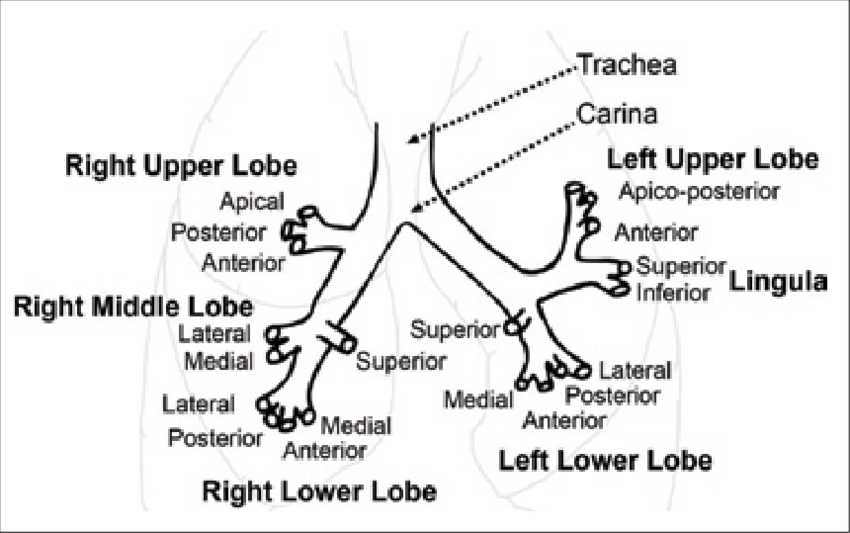 Trachea
Carina
Right Upper Lobe
Apical
Posterior
Anterior
Left Upper Lobe
Apico-posterior
Anterior
Superior
Inferior
Lingula
Right Middle Lobe
Lateral
Medial
Superior
Lateral
Posterior
Anterior
Medial
Right Lower Lobe
Superior
Medial
Anterior
Posterior
Lateral
Left Lower Lobe